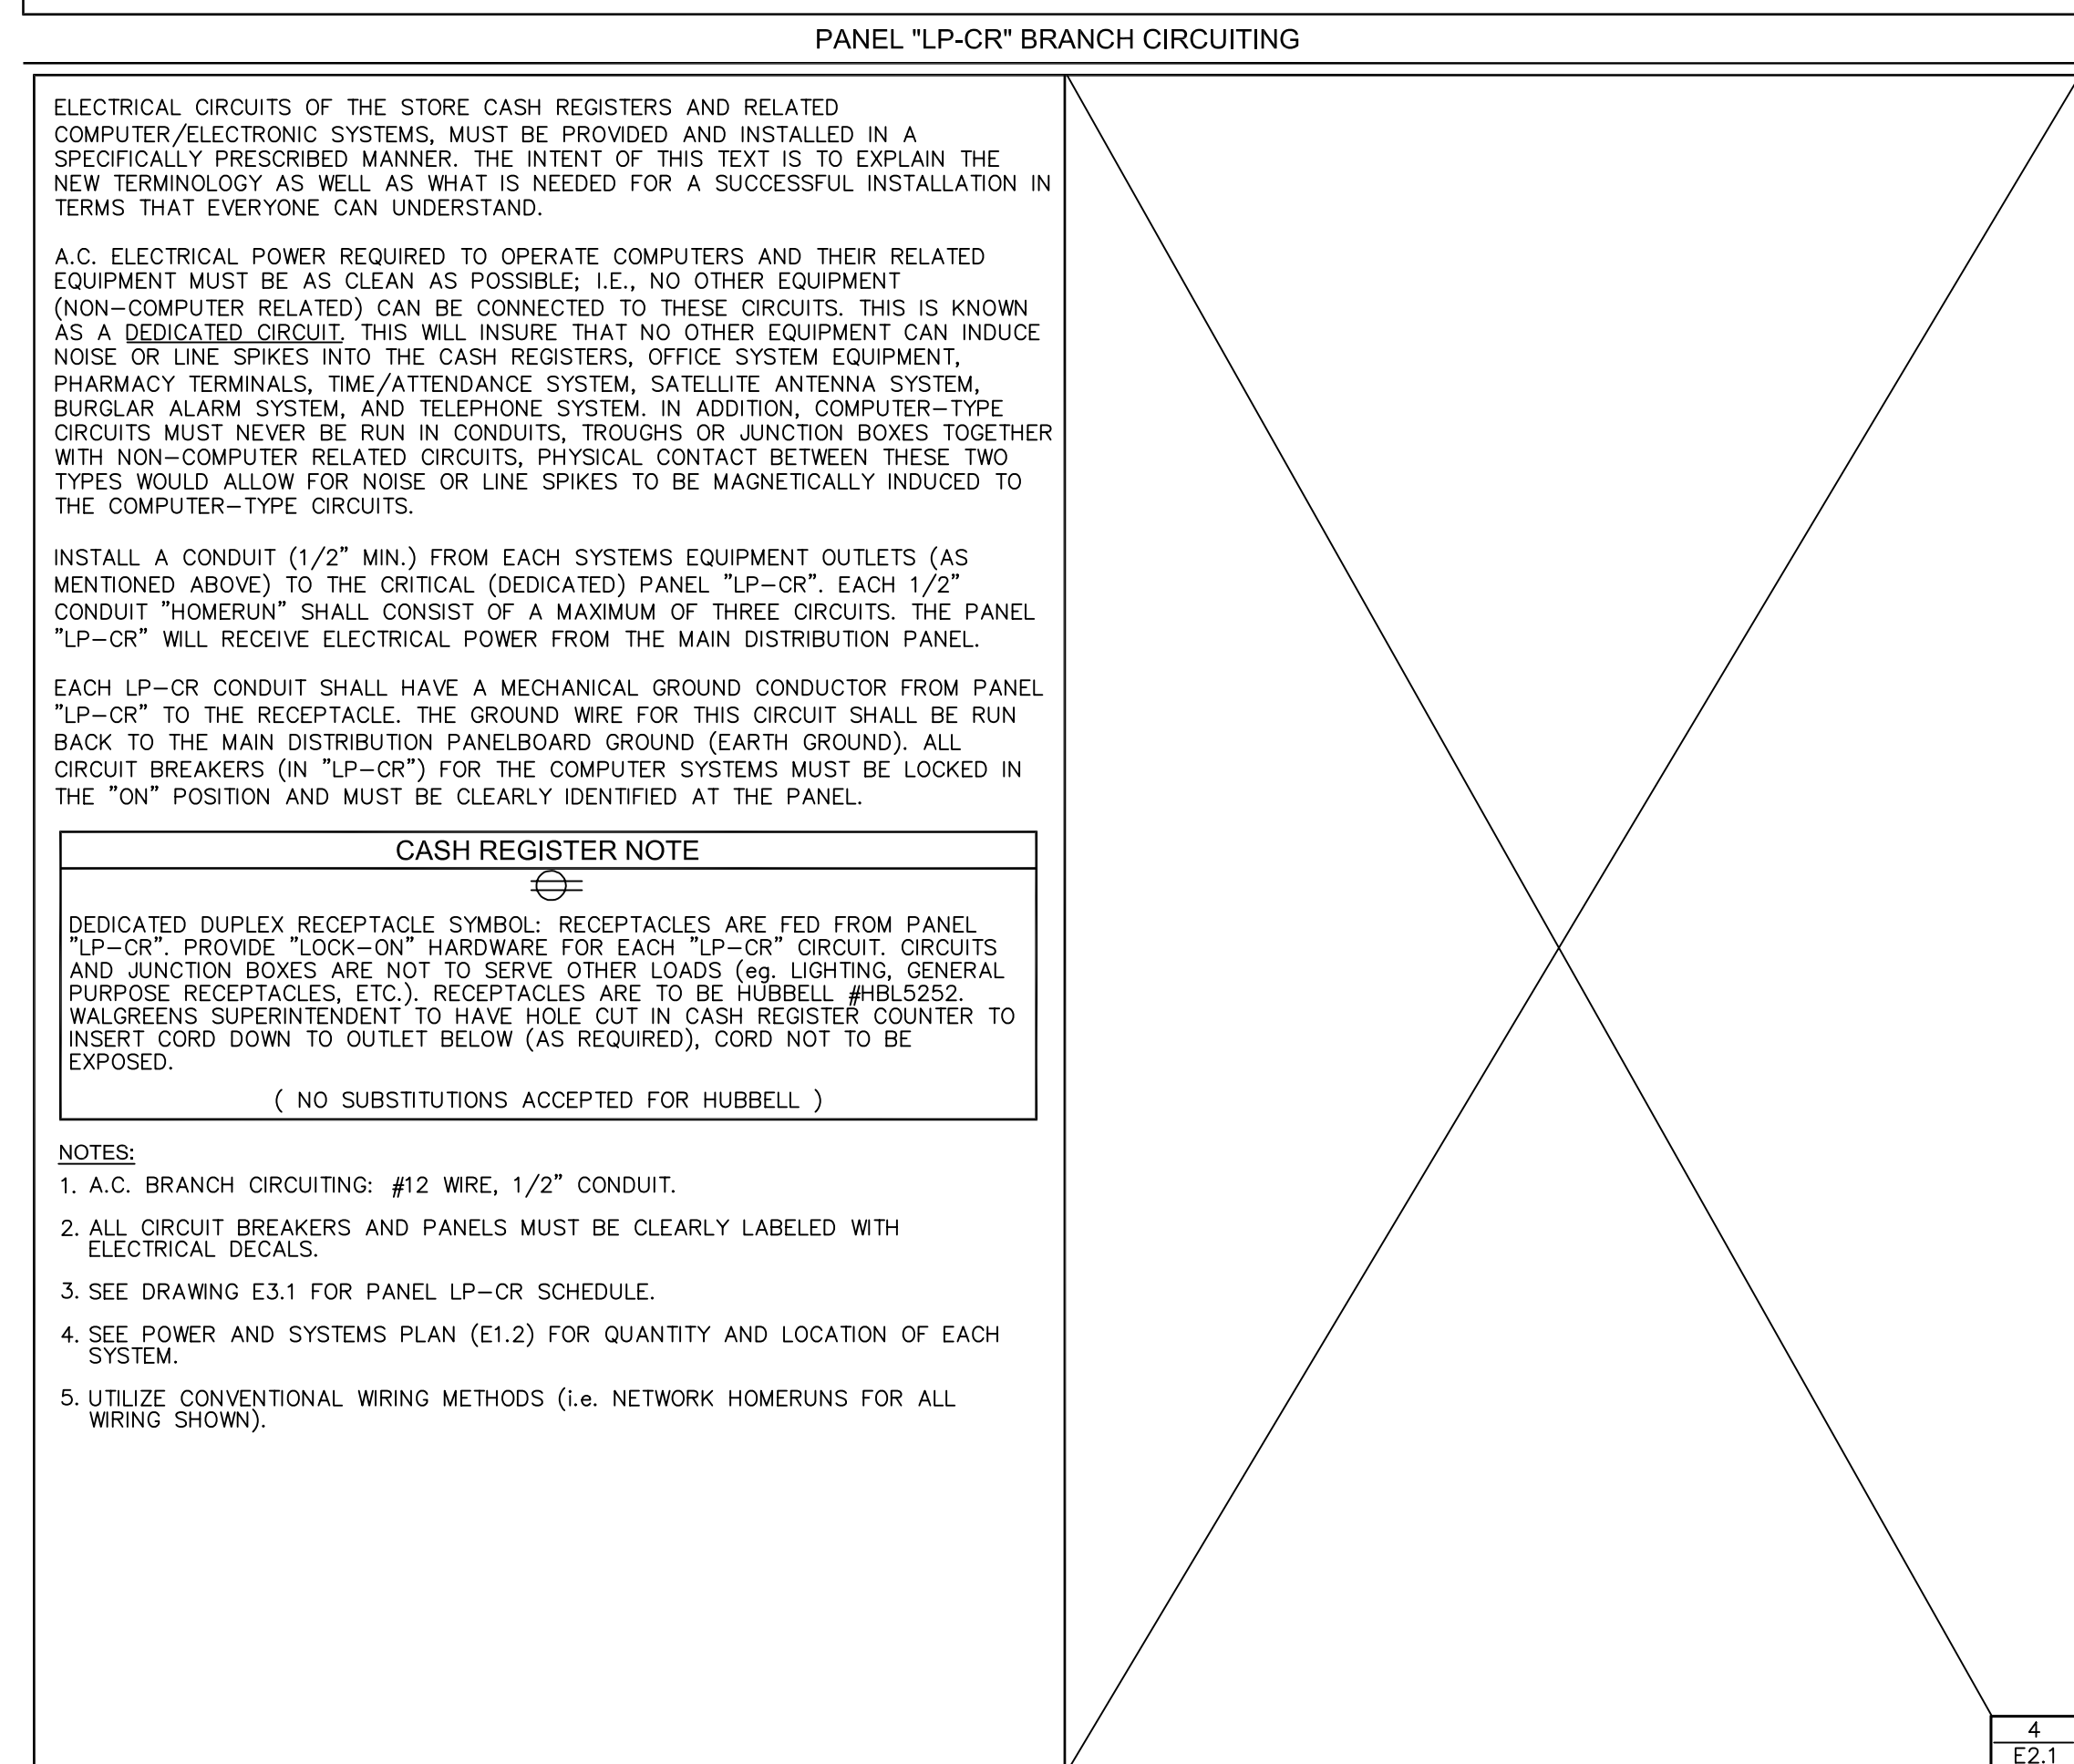 PANEL "LP-CR" BRANCH CIRCUITING
ELECTRICAL CIRCUITS OF THE STORE CASH REGISTERS AND RELATED
COMPUTER/ELECTRONIC SYSTEMS, MUST BE PROVIDED AND INSTALLED IN A
SPECIFICALLY PRESCRIBED MANNER. THE INTENT OF THIS TEXT IS TO EXPLAIN THE
NEW TERMINOLOGY AS WELL AS WHAT IS NEEDED FOR A SUCCESSFUL INSTALLATION IN
TERMS THAT EVERYONE CAN UNDERSTAND.
A.C. ELECTRICAL POWER REQUIRED TO OPERATE COMPUTERS AND THEIR RELATED
EQUIPMENT MUST BE AS CLEAN AS POSSIBLE; I.E., NO OTHER EQUIPMENT
(NON-COMPUTER RELATED) CAN BE CONNECTED TO THESE CIRCUITS. THIS IS KNOWN
AS A DEDICATED CIRCUIT. THIS WILL INSURE THAT NO OTHER EQUIPMENT CAN INDUCE
NOISE OR LINE SPIKES INTO THE CASH REGISTERS, OFFICE SYSTEM EQUIPMENT,
PHARMACY TERMINALS, TIME/ATTENDANCE SYSTEM, SATELLITE ANTENNA SYSTEM,
BURGLAR ALARM SYSTEM, AND TELEPHONE SYSTEM. IN ADDITION, COMPUTER-TYPE
CIRCUITS MUST NEVER BE RUN IN CONDUITS, TROUGHS OR JUNCTION BOXES TOGETHER
WITH NON-COMPUTER RELATED CIRCUITS, PHYSICAL CONTACT BETWEEN THESE TWO
TYPES WOULD ALLOW FOR NOISE OR LINE SPIKES TO BE MAGNETICALLY INDUCED TO
THE COMPUTER-TYPE CIRCUITS.
INSTALL A CONDUIT (1/2" MIN.) FROM EACH SYSTEMS EQUIPMENT OUTLETS (AS
MENTIONED ABOVE) TO THE CRITICAL (DEDICATED) PANEL "LP-CR". EACH 1/2"
CONDUIT "HOMERUN" SHALL CONSIST OF A MAXIMUM OF THREE CIRCUITS. THE PANEL
"LP-CR" WILL RECEIVE ELECTRICAL POWER FROM THE MAIN DISTRIBUTION PANEL.
EACH LP-CR CONDUIT SHALL HAVE A MECHANICAL GROUND CONDUCTOR FROM PANEL
"LP-CR" TO THE RECEPTACLE. THE GROUND WIRE FOR THIS CIRCUIT SHALL BE RUN
BACK TO THE MAIN DISTRIBUTION PANELBOARD GROUND (EARTH GROUND). ALL
CIRCUIT BREAKERS (IN "LP-CR") FOR THE COMPUTER SYSTEMS MUST BE LOCKED IN
THE "ON" POSITION AND MUST BE CLEARLY IDENTIFIED AT THE PANEL.
CASH REGISTER NOTE
DEDICATED DUPLEX RECEPTACLE SYMBOL: RECEPTACLES ARE FED FROM PANEL
"LP-CR". PROVIDE "LOCK-ON" HARDWARE FOR EACH "LP-CR" CIRCUIT. CIRCUITS
AND JUNCTION BOXES ARE NOT TO SERVE OTHER LOADS (eg. LIGHTING, GENERAL
PURPOSE RECEPTACLES, ETC.). RECEPTACLES ARE TO BE HUBBELL #HBL5252.
WALGREENS SUPERINTENDENT TO HAVE HOLE CUT IN CASH REGISTER COUNTER TO
INSERT CORD DOWN TO OUTLET BELOW (AS REQUIRED), CORD NOT TO BE
EXPOSED.
( NO SUBSTITUTIONS ACCEPTED FOR HUBBELL )
NOTES:
1. A.C. BRANCH CIRCUITING: #12 WIRE, 1/2" CONDUIT.
2. ALL CIRCUIT BREAKERS AND PANELS MUST BE CLEARLY LABELED WITH
ELECTRICAL DECALS.
3. SEE DRAWING E3.1 FOR PANEL LP-CR SCHEDULE.
4. SEE POWER AND SYSTEMS PLAN (E1.2) FOR QUANTITY AND LOCATION OF EACH
SYSTEM.
5. UTILIZE CONVENTIONAL WIRING METHODS (i.e. NETWORK HOMERUNS FOR ALL
WIRING SHOWN).
4
E2.1